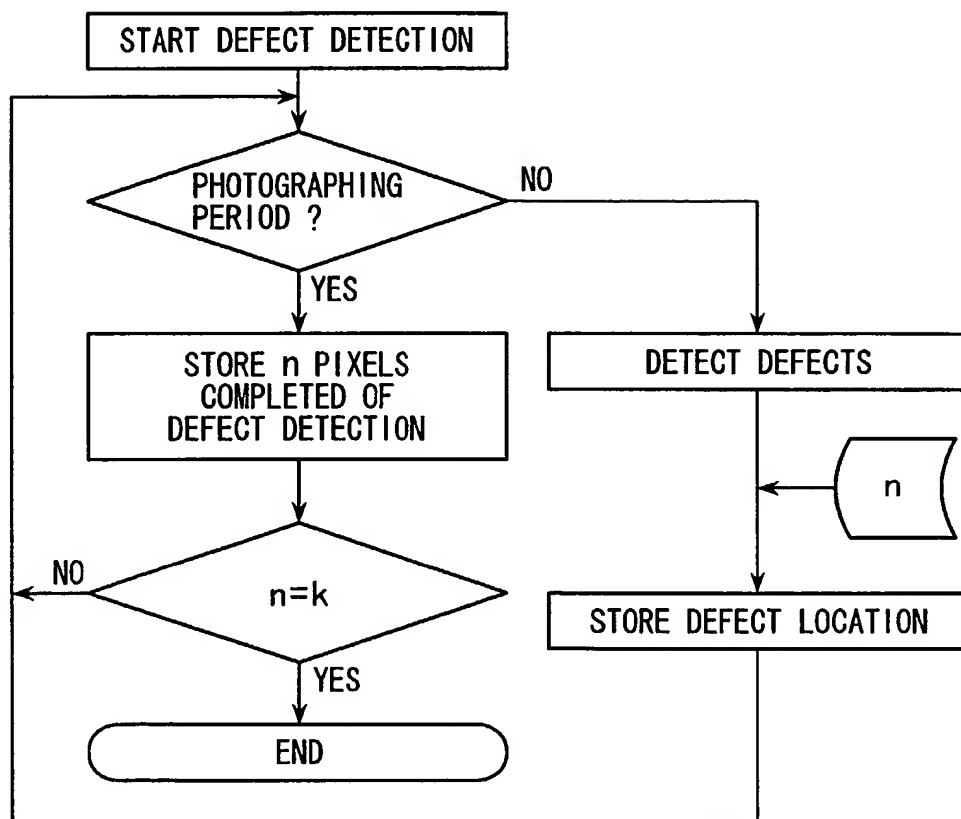 START DEFECT DETECTION
PHOTOGRAPHING
PERIOD ?
NO
YES
STORE n PIXELS
COMPLETED OF
DEFECT DETECTION
DETECT DEFECTS
n
NO
n=k
STORE DEFECT LOCATION
YES
END